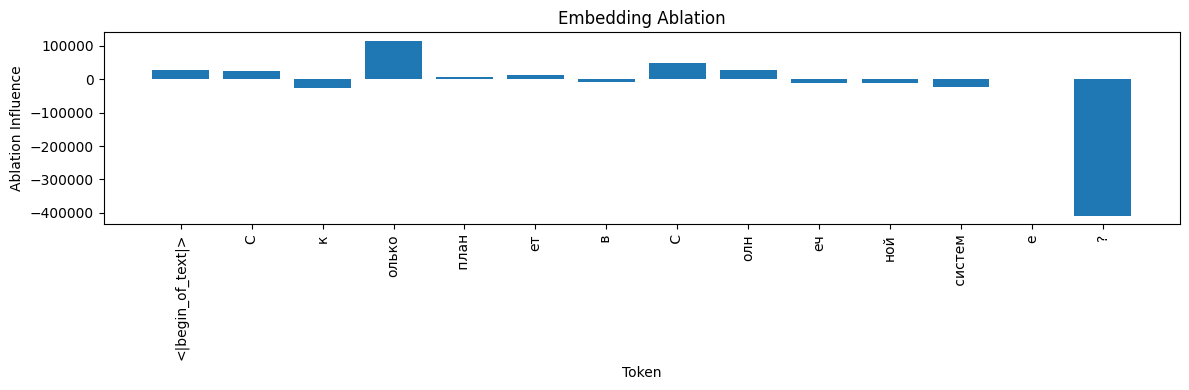 Embedding Ablation
Ablation Influence
100000
0
−100000
−200000
−300000
−400000
<|begin_of_text|>
С
к
олько
план
ет
в
С
олн
еч
ной
систем
е
?
Token